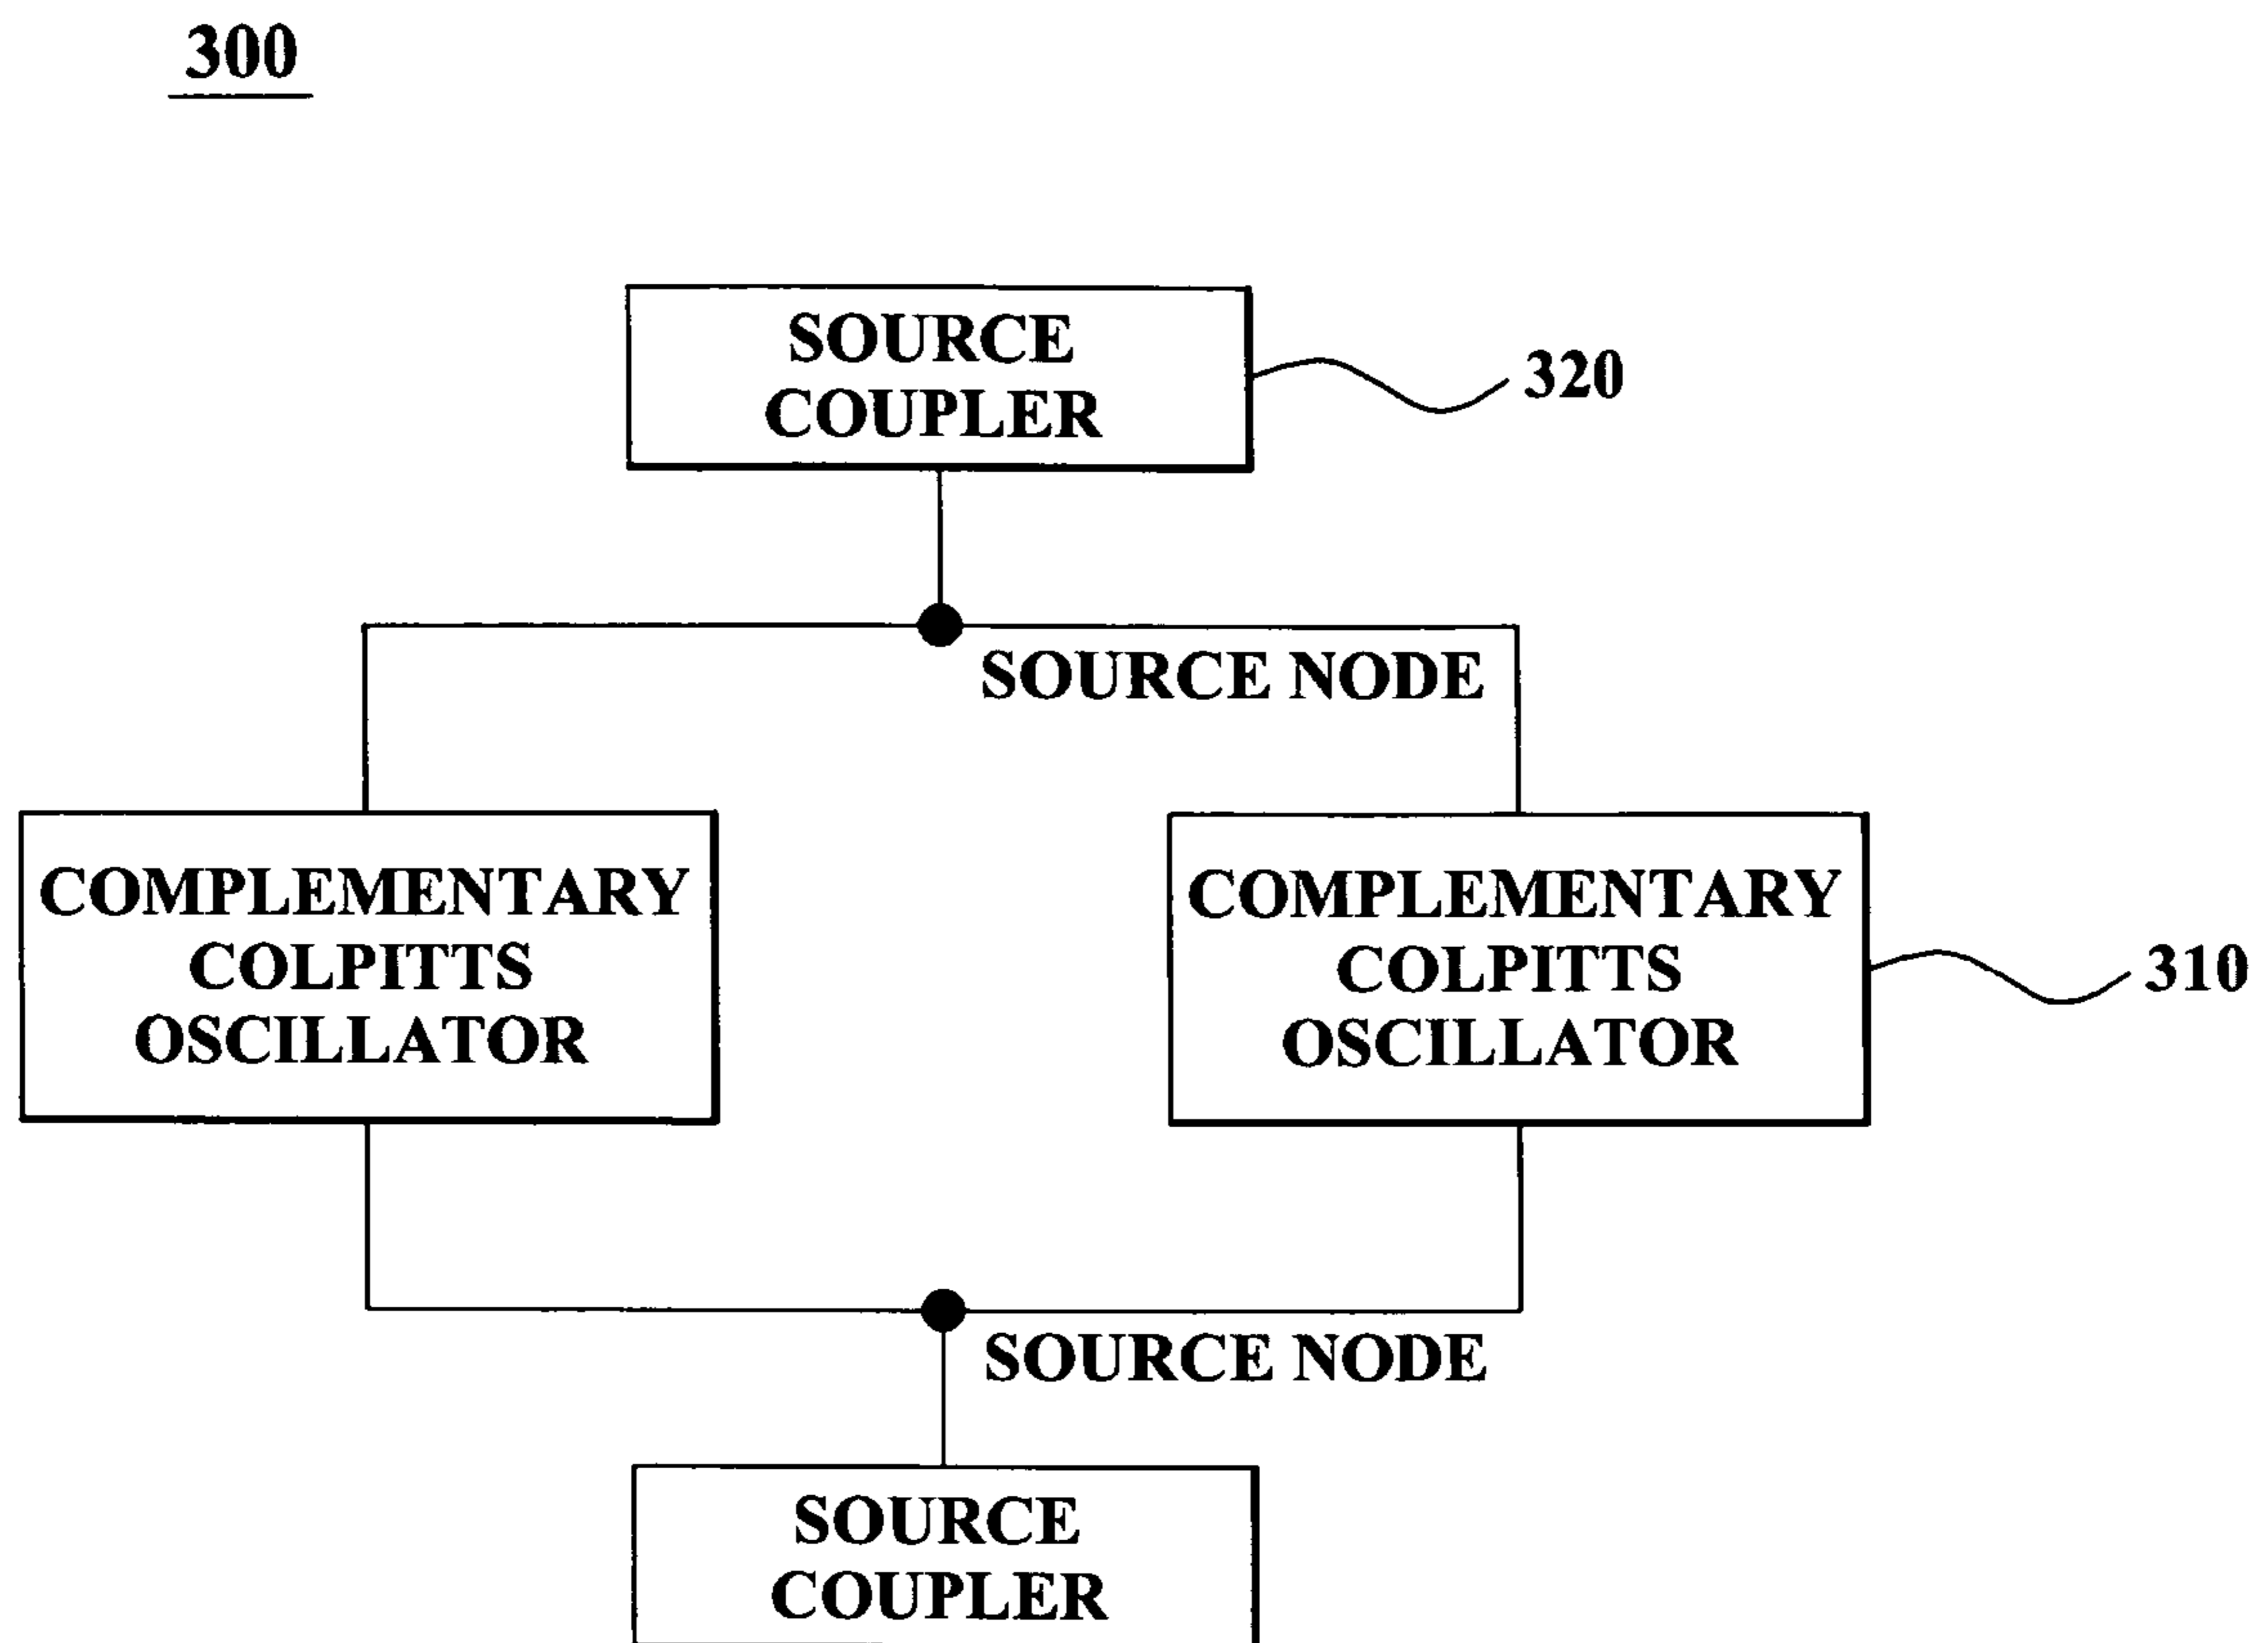 300
SOURCE
COUPLER
320
SOURCE NODE
COMPLEMENTARY
COLPITTS
OSCILLATOR
COMPLEMENTARY
COLPITTS
OSCILLATOR
310
SOURCE NODE
SOURCE
COUPLER